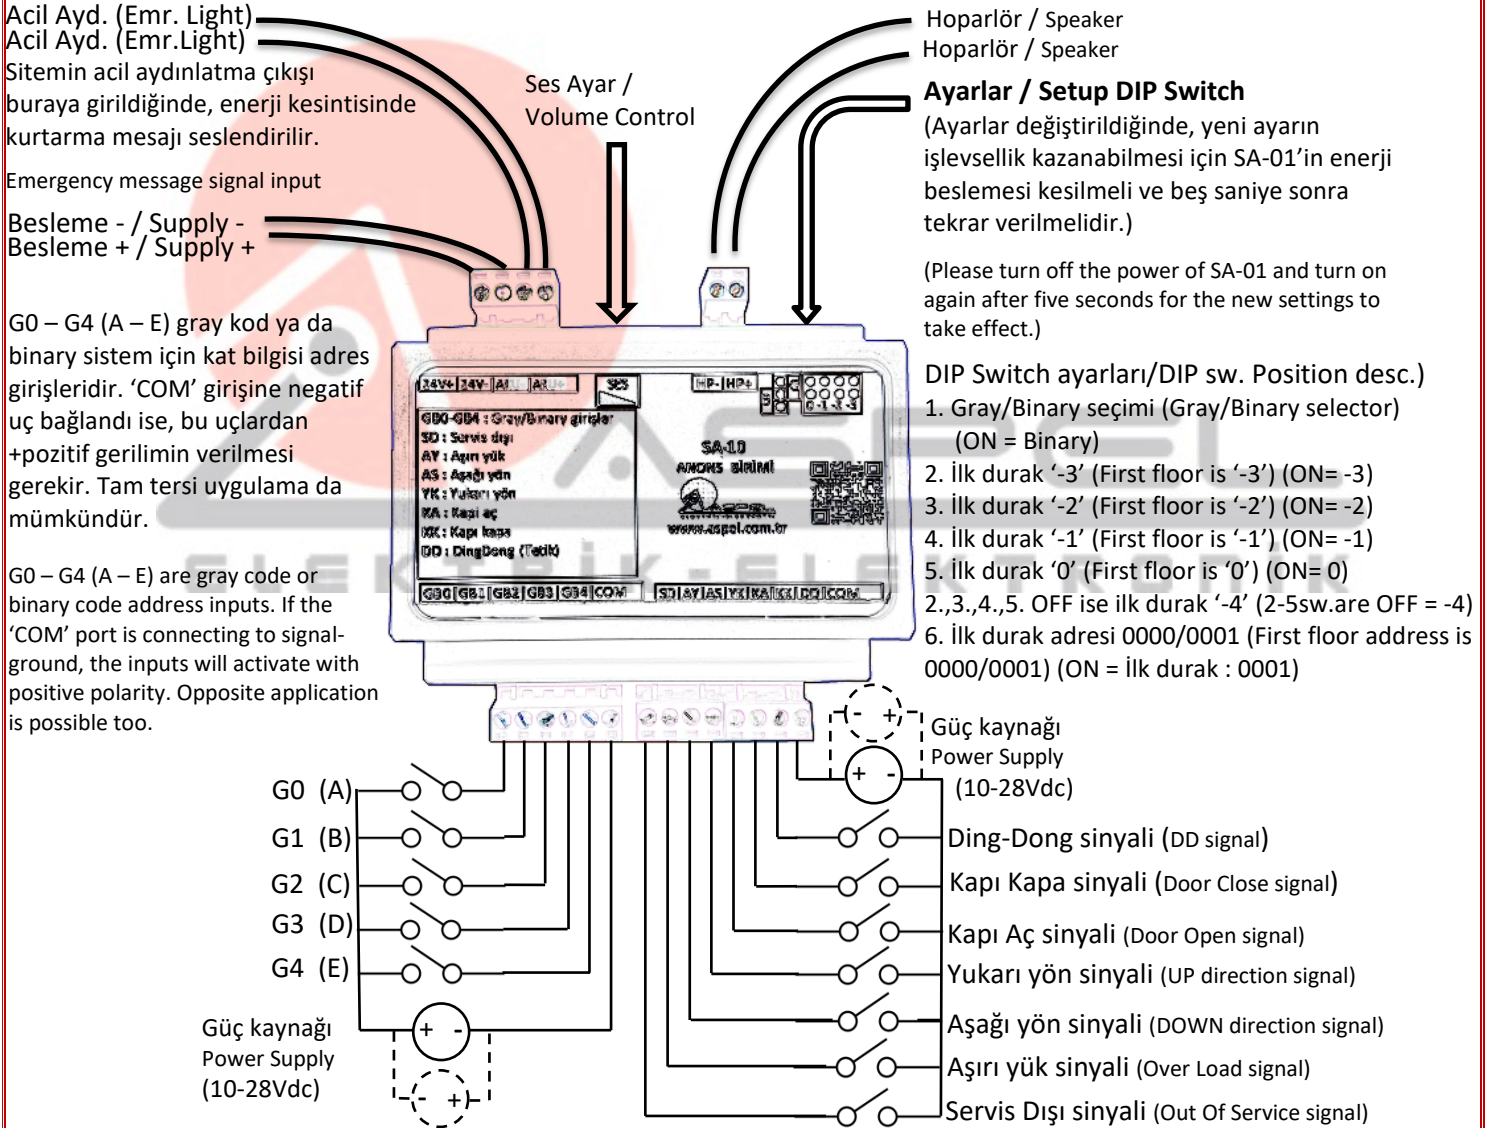 Acil Ayd. (Emr. Light)
Acil Ayd. (Emr.Light)
Sitemin acil aydınlatma çıkışı
buraya girildiğinde, enerji kesintisinde
kurtarma mesajı seslendirilir.
Emergency message signal input
Besleme - / Supply -
Besleme + / Supply +
G0 – G4 (A – E) gray kod ya da
binary sistem için kat bilgisi adres
girişleridir. ‘COM’ girişine negatif
uç bağlandı ise, bu uçlardan
+pozitif gerilimin verilmesi
gerekir. Tam tersi uygulama da
mümkündür.
G0 – G4 (A – E) are gray code or
binary code address inputs. If the
‘COM’ port is connecting to signal-
ground, the inputs will activate with
positive polarity. Opposite application
is possible too.
Ses Ayar /
Volume Control
Hoparlör / Speaker
Hoparlör / Speaker
Ayarlar / Setup DIP Switch
(Ayarlar değiştirildiğinde, yeni ayarın
işlevsellik kazanabilmesi için SA-01’in enerji
beslemesi kesilmeli ve beş saniye sonra
tekrar verilmelidir.)
(Please turn off the power of SA-01 and turn on
again after five seconds for the new settings to
take effect.)
DIP Switch ayarları/DIP sw. Position desc.)
1. Gray/Binary seçimi (Gray/Binary selector)
(ON = Binary)
2. İlk durak ‘-3’ (First floor is ‘-3’) (ON= -3)
3. İlk durak ‘-2’ (First floor is ‘-2’) (ON= -2)
4. İlk durak ‘-1’ (First floor is ‘-1’) (ON= -1)
5. İlk durak ‘0’ (First floor is ‘0’) (ON= 0)
2.,3.,4.,5. OFF ise ilk durak ‘-4’ (2-5sw.are OFF = -4)
6. İlk durak adresi 0000/0001 (First floor address is
0000/0001) (ON = İlk durak : 0001)
24V+ 24V- SES HP- HP+
0 -1 -2 -3
GB0-GB4 : Gray/Binary girişler
SD : Servis dışı
AY : Aşırı yük
AS : Aşağı yön
YK : Yukarı yön
KA : Kapı aç
KK : Kapı kapa
DD : DingDong (Tetik)
SA-10
ANONS BİRİMİ
www.aspel.com.tr
GB0 GB1 GB2 GB3 GB4 COM SD AY AS YK KA KK DD COM
ASPEL
ELEKTRİK - ELEKTRONİK
G0 (A)
G1 (B)
G2 (C)
G3 (D)
G4 (E)
Güç kaynağı
Power Supply
(10-28Vdc)
+ -
- +
- +
+ -
Güç kaynağı
Power Supply
(10-28Vdc)
Ding-Dong sinyali (DD signal)
Kapı Kapa sinyali (Door Close signal)
Kapı Aç sinyali (Door Open signal)
Yukarı yön sinyali (UP direction signal)
Aşağı yön sinyali (DOWN direction signal)
Aşırı yük sinyali (Over Load signal)
Servis Dışı sinyali (Out Of Service signal)